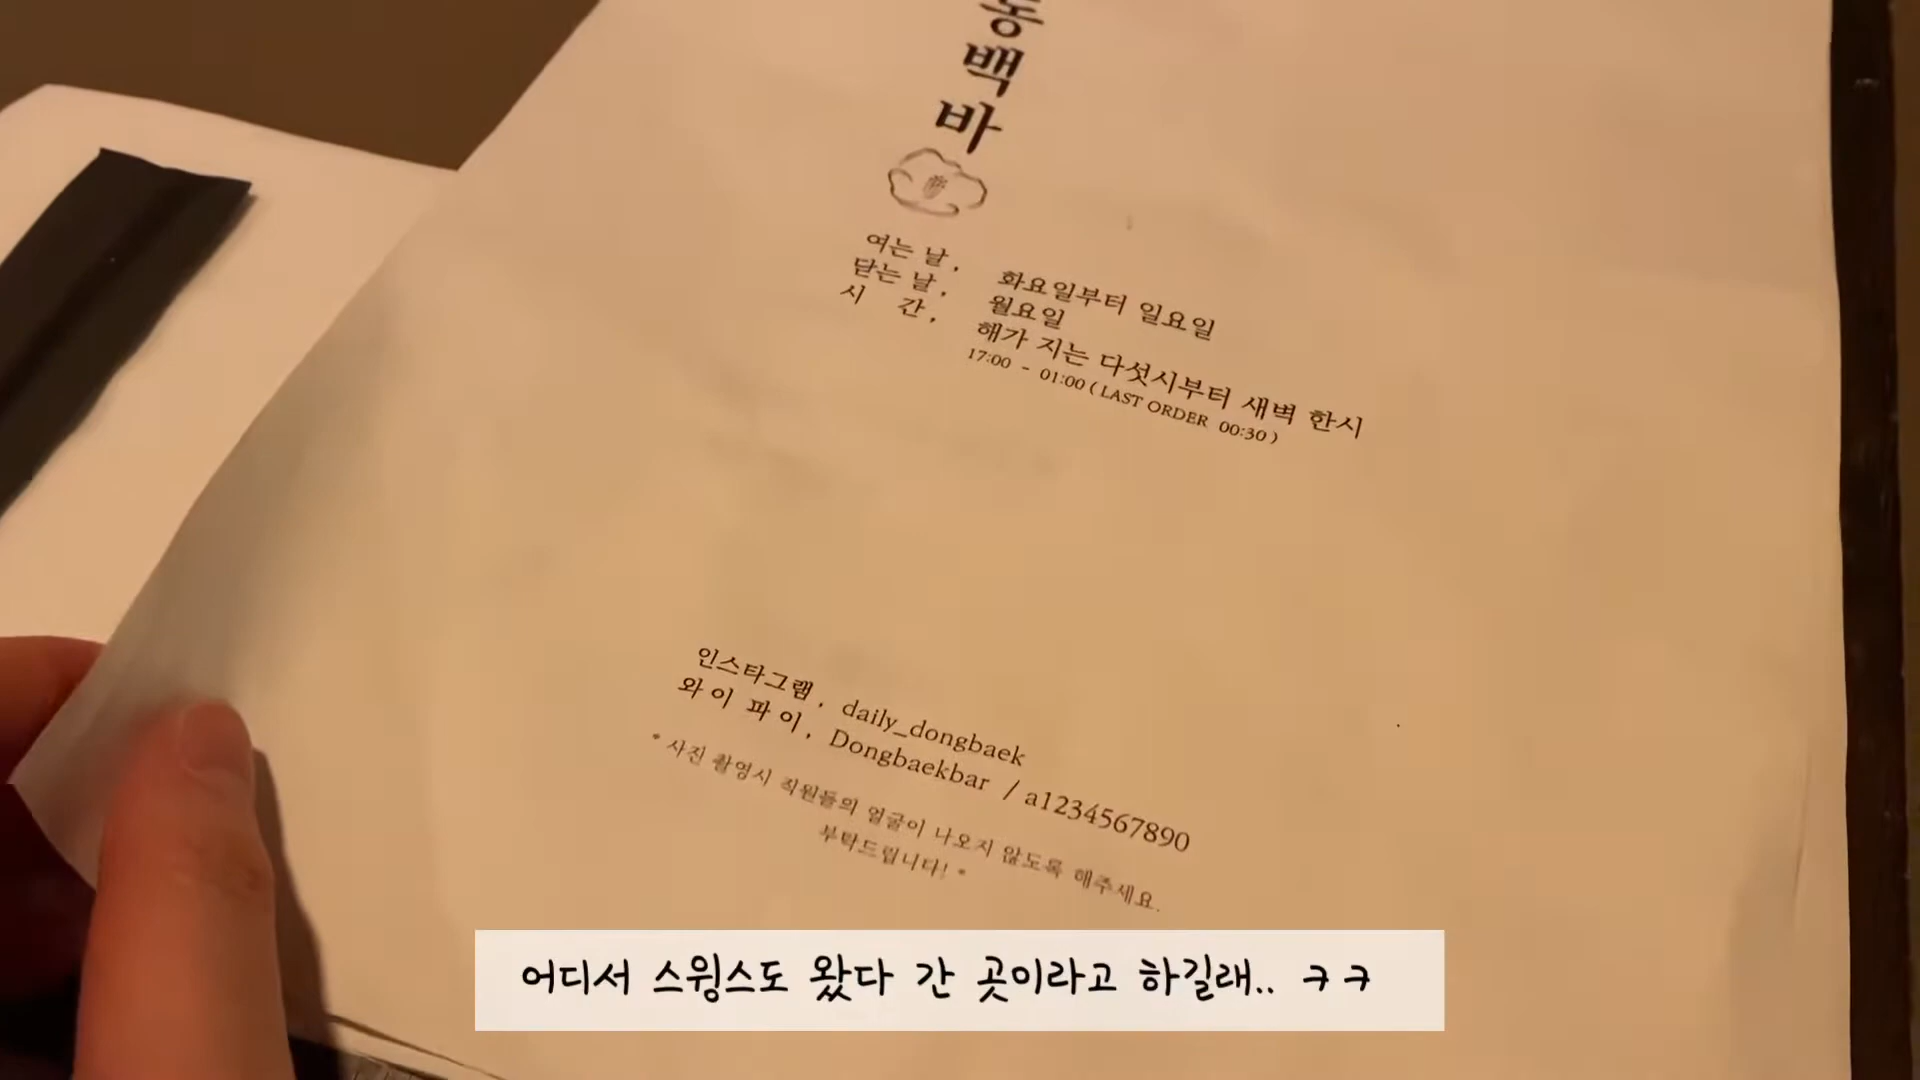 동
백
바
여는 날, 화요일부터 일요일
닫는 날, 월요일
시 간, 해가 지는 다섯시부터 새벽 한시
17:00 - 01:00 ( LAST ORDER 00:30 )
인스타그램, daily_dongbaek
와 이 파 이, Dongbaekbar / a1234567890
* 사진 촬영시 직원들의 얼굴이 나오지 않도록 해주세요.
부탁드립니다! *
어디서 스윙스도 왔다 간 곳이라고 하길래.. ㅋㅋ